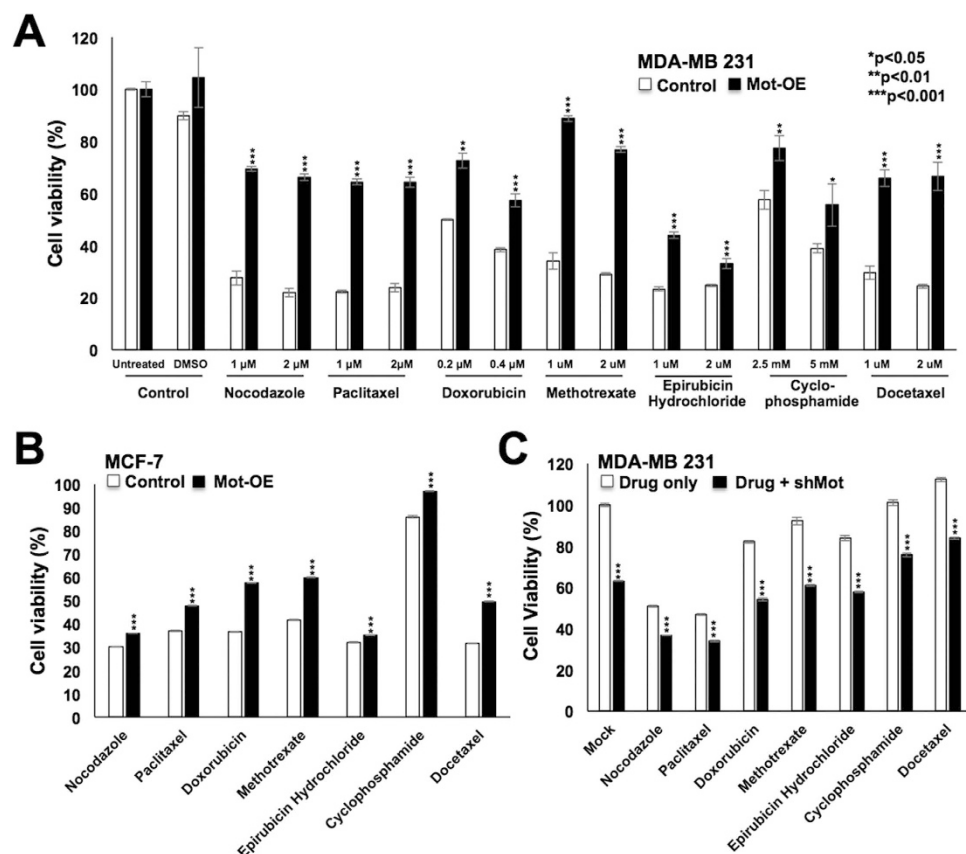 A
120
100
80
60
40
20
0
Cell viability (%)
MDA-MB 231
Control Mot-OE
*p<0.05
**p<0.01
***p<0.001
*** *** *** *** ** *** *** *** *** *** ** * *** ***
Untreated DMSO 1 µM 2 µM 1 µM 2µM 0.2 µM 0.4 µM 1 uM 2 uM 1 uM 2 uM 2.5 mM 5 mM 1 uM 2 uM
Control Nocodazole Paclitaxel Doxorubicin Methotrexate Epirubicin Hydrochloride Cyclo-phosphamide Docetaxel
B
MCF-7
Control Mot-OE
100
90
80
70
60
50
40
30
20
10
0
Cell viability (%)
*** *** *** *** *** *** ***
Nocodazole
Paclitaxel
Doxorubicin
Methotrexate
Epirubicin Hydrochloride
Cyclophosphamide
Docetaxel
C
MDA-MB 231
Drug only Drug + shMot
120
100
80
60
40
20
0
Cell Viability (%)
*** *** *** *** *** *** *** ***
Mock
Nocodazole
Paclitaxel
Doxorubicin
Methotrexate
Epirubicin Hydrochloride
Cyclophosphamide
Docetaxel